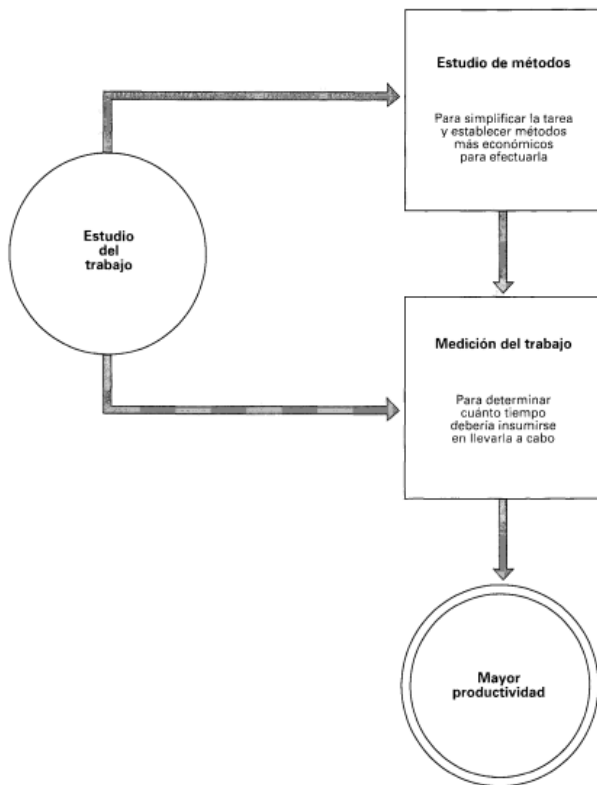 Estudio de métodos
Para simplificar la tarea
y establecer métodos
más económicos
para efectuarla
Estudio
del
trabajo
Medición del trabajo
Para determinar
cuánto tiempo
debería insumirse
en llevarla a cabo
Mayor
productividad